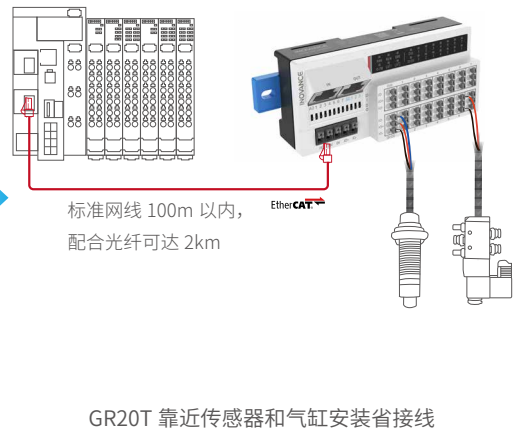 INOVANCE
标准网线 100m 以内，
配合光纤可达 2km
EtherCAT
GR20T 靠近传感器和气缸安装省接线